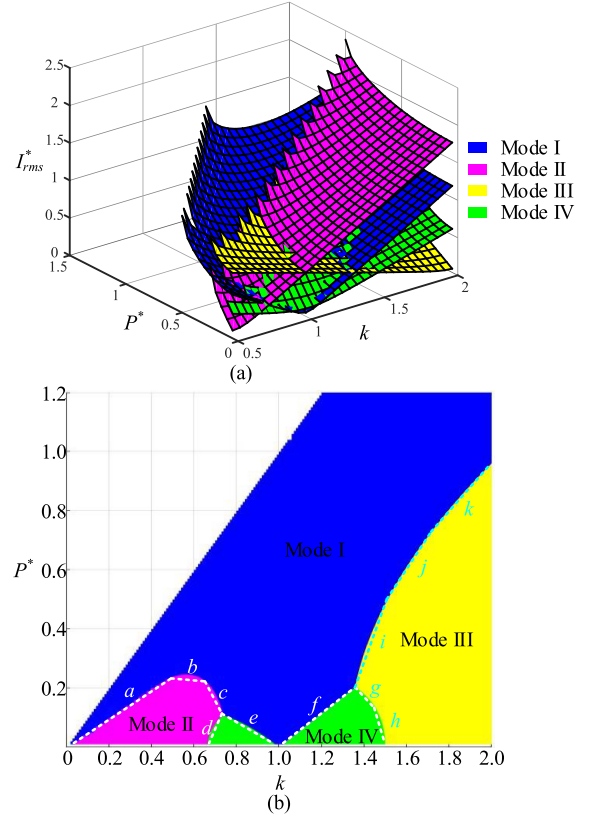 2.5
2
1.5
1
0.5
0
I*rms
1.5
1
0.5
0
P*
0.5
1
1.5
2
k
Mode I
Mode II
Mode III
Mode IV
(a)
1.2
1.0
0.8
0.6
0.4
0.2
P*
Mode I
Mode II
Mode III
Mode IV
a
b
c
d
e
f
g
h
i
j
k
0 0.2 0.4 0.6 0.8 1.0 1.2 1.4 1.6 1.8 2.0
k
(b)